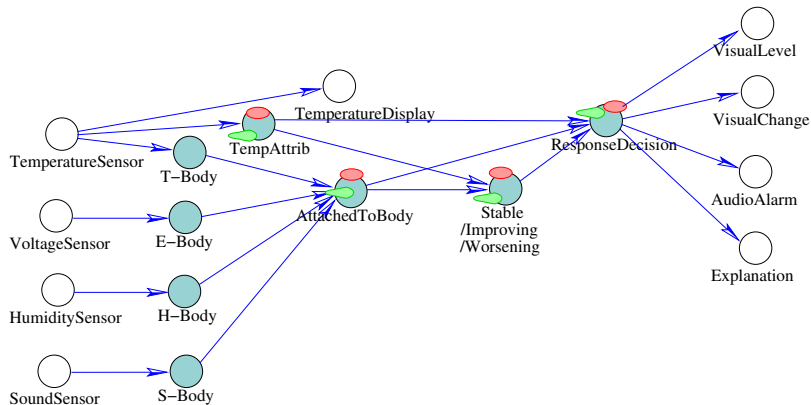 VisualLevel
TemperatureDisplay
VisualChange
TempAttrib
ResponseDecision
TemperatureSensor
T−Body
AudioAlarm
AttachedToBody
Stable
/Improving
/Worsening
VoltageSensor
E−Body
Explanation
HumiditySensor
H−Body
SoundSensor
S−Body